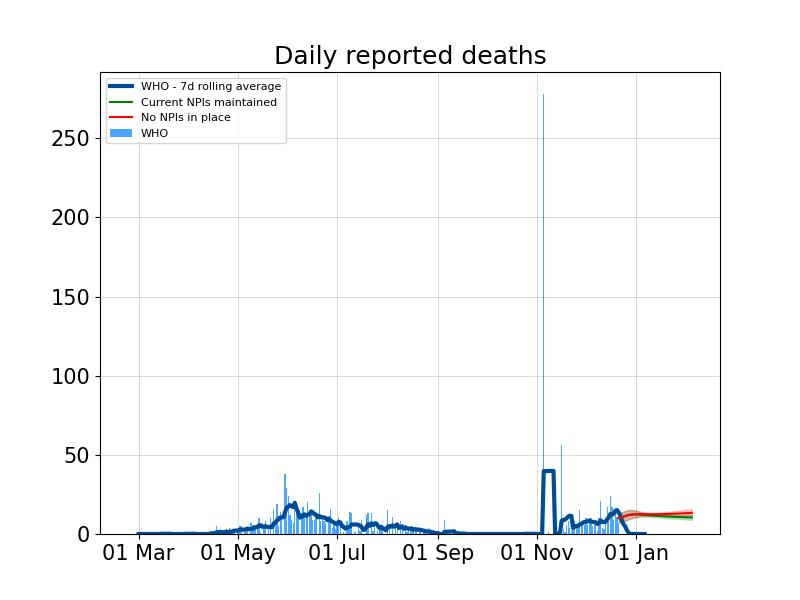 Daily reported deaths
WHO - 7d rolling average
Current NPIs maintained
No NPIs in place
WHO
250
200
150
100
50
0
01 Mar 01 May 01 Jul 01 Sep 01 Nov 01 Jan